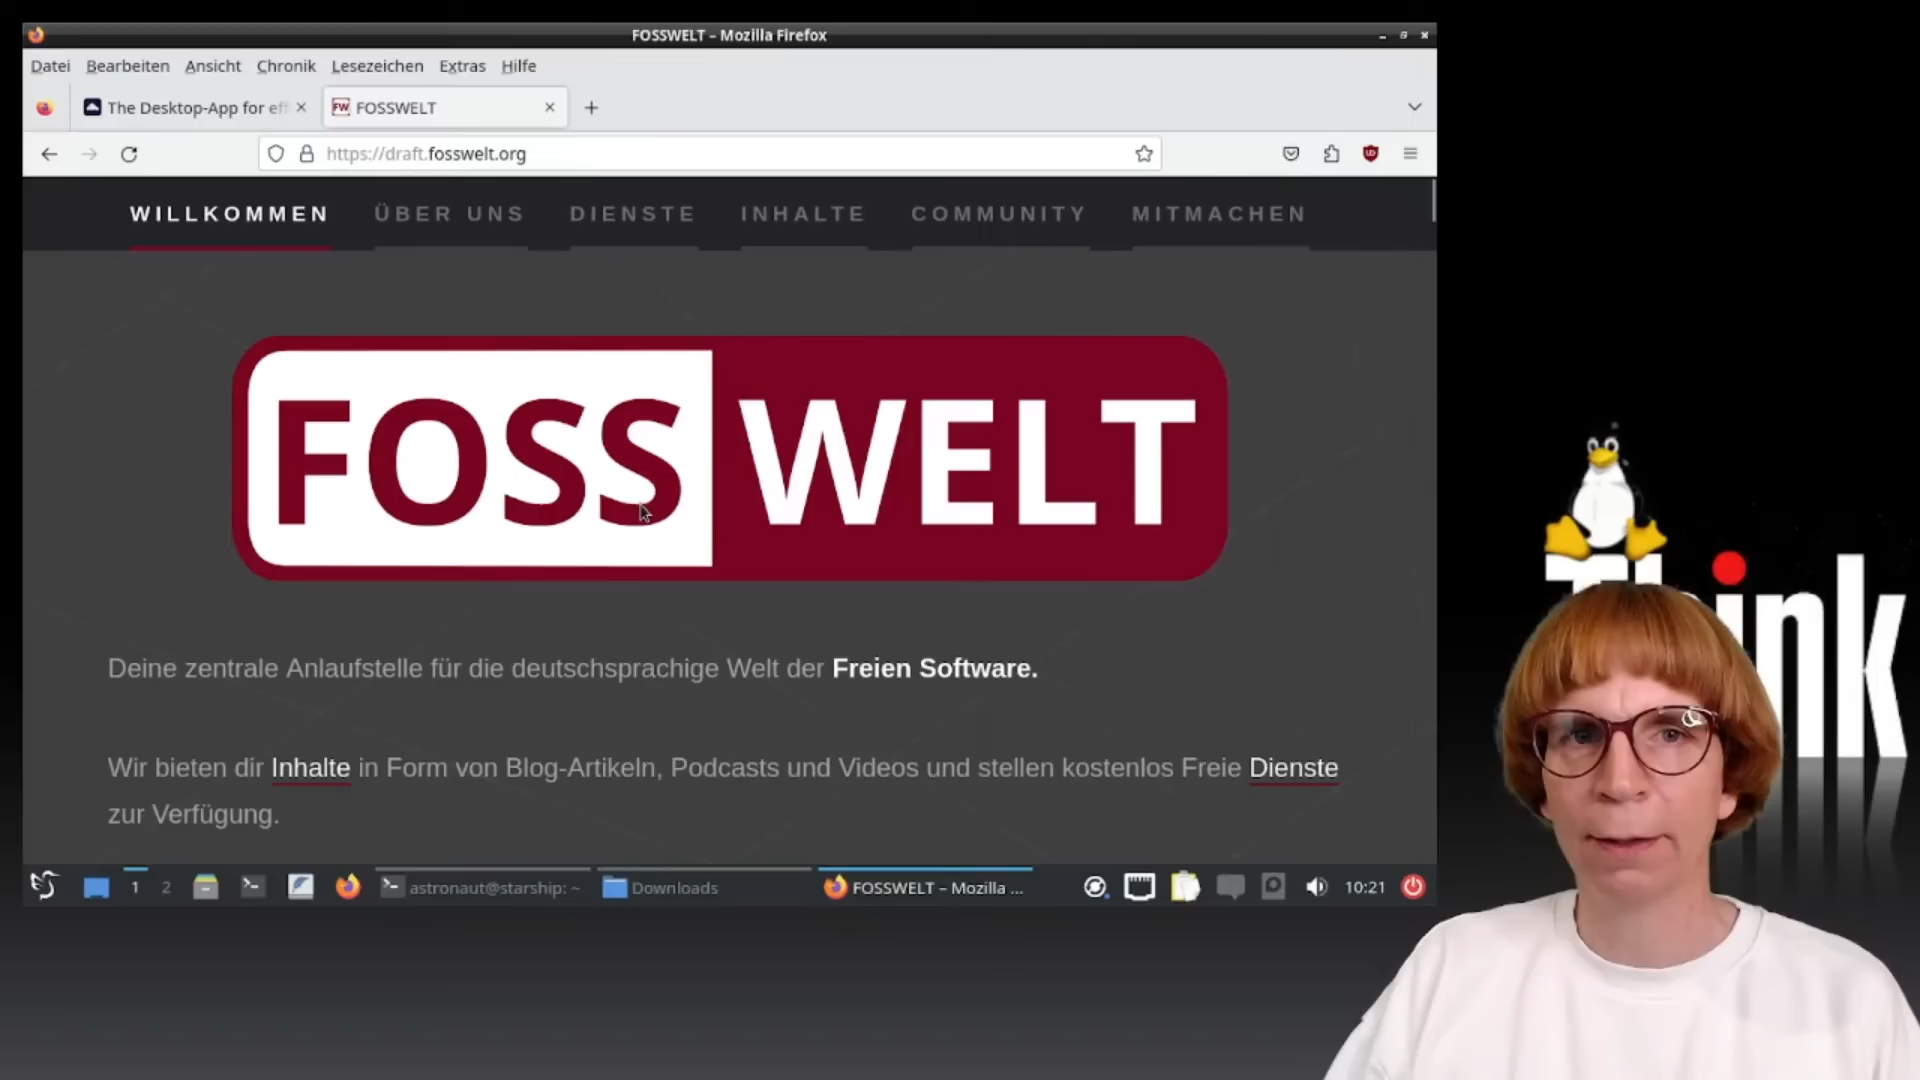 FOSSWELT – Mozilla Firefox
Datei Bearbeiten Ansicht Chronik Lesezeichen Extras Hilfe
The Desktop-App for eff
FW FOSSWELT
https://draft.fosswelt.org
WILLKOMMEN ÜBER UNS DIENSTE INHALTE COMMUNITY MITMACHEN
FOSS WELT
Deine zentrale Anlaufstelle für die deutschsprachige Welt der Freien Software.
Wir bieten dir Inhalte in Form von Blog-Artikeln, Podcasts und Videos und stellen kostenlos Freie Dienste
zur Verfügung.
1 2 astronaut@starship: ~ Downloads FOSSWELT – Mozilla ... 10:21
Think